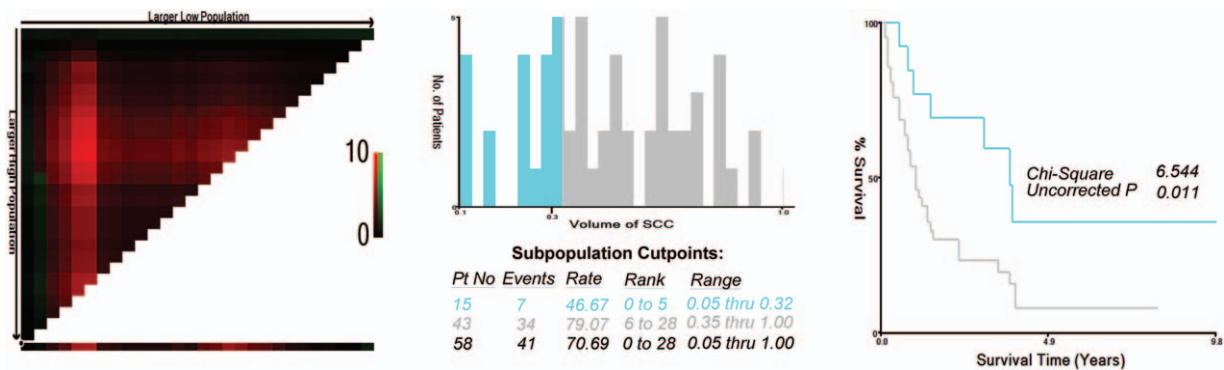 Larger Low Population
Larger High Population
10
0
No. of Patients
5
0
0.1 0.3 1.0
Volume of SCC
Subpopulation Cutpoints:
Pt No Events Rate Rank Range
15 7 46.67 0 to 5 0.05 thru 0.32
43 34 79.07 6 to 28 0.35 thru 1.00
58 41 70.69 0 to 28 0.05 thru 1.00
% Survival
100
50
0
Chi-Square 6.544
Uncorrected P 0.011
0.0 4.9 9.8
Survival Time (Years)